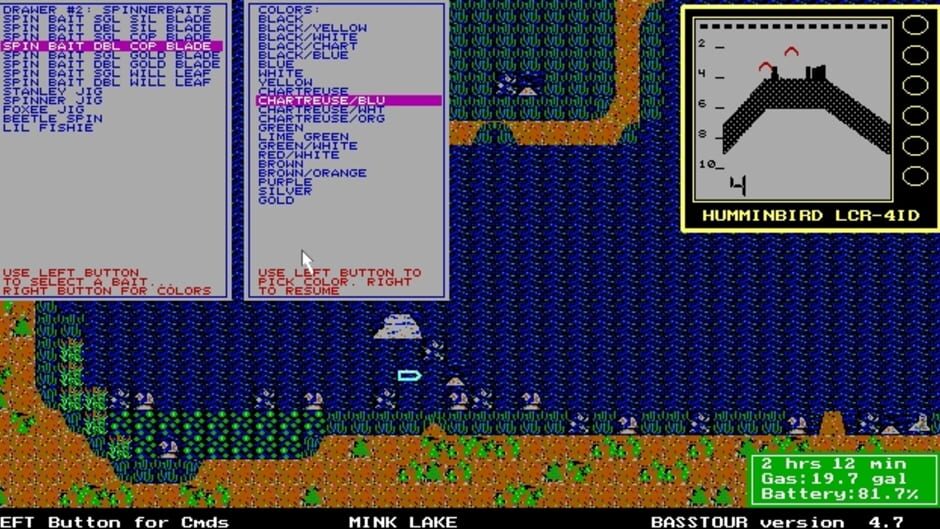 DRAWER #2: SPINNERBAITS
SPIN BAIT SGL SIL BLADE
SPIN BAIT DBL SIL BLADE
SPIN BAIT SGL COP BLADE
SPIN BAIT DBL COP BLADE
SPIN BAIT SGL GOLD BLADE
SPIN BAIT DBL GOLD BLADE
SPIN BAIT SGL WILL LEAF
SPIN BAIT DBL WILL LEAF
STANLEY JIG
SPINNER JIG
FOXEE JIG
BEETLE SPIN
LIL FISHIE
USE LEFT BUTTON
TO SELECT A BAIT...
RIGHT BUTTON FOR COLORS
COLORS:
BLACK
BLACK/YELLOW
BLACK/WHITE
BLACK/CHART
BLACK/BLUE
BLUE
WHITE
YELLOW
CHARTREUSE
CHARTREUSE/BLU
CHARTREUSE/WHT
CHARTREUSE/ORG
GREEN
LIME GREEN
GREEN/WHITE
RED/WHITE
BROWN
BROWN/ORANGE
PURPLE
SILVER
GOLD
USE LEFT BUTTON TO
PICK COLOR. RIGHT
TO RESUME
2
4
6
8
10
4
HUMMINBIRD LCR-4ID
2 hrs 12 min
Gas:19.7 gal
Battery:81.7%
EFT Button for Cmds
MINK LAKE
BASSTOUR version 4.7